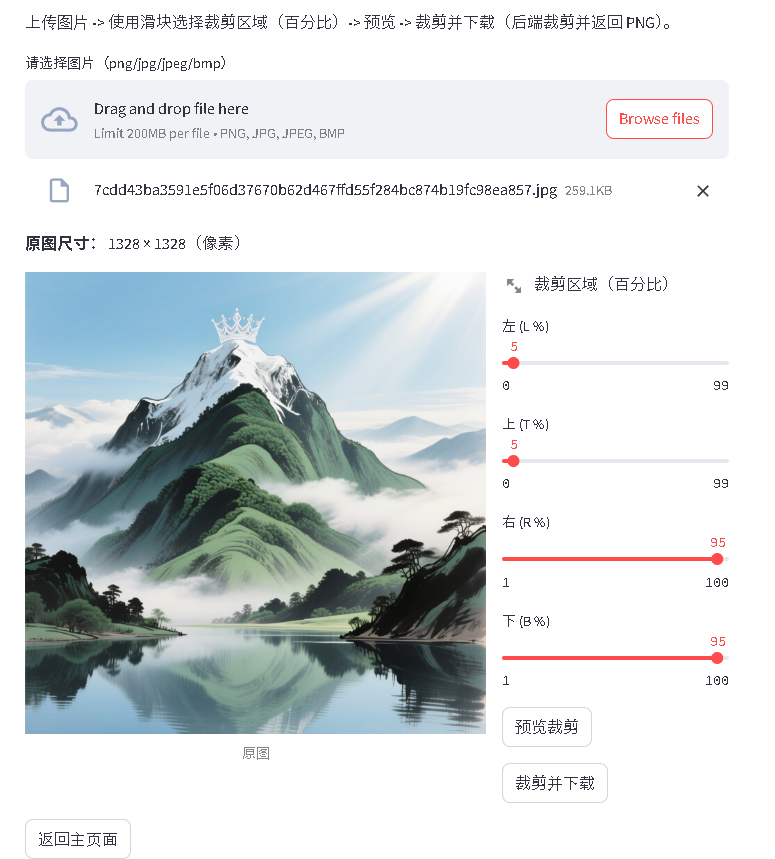 上传图片 -> 使用滑块选择裁剪区域（百分比）-> 预览 -> 裁剪并下载（后端裁剪并返回 PNG）。
请选择图片（png/jpg/jpeg/bmp）
Drag and drop file here
Limit 200MB per file • PNG, JPG, JPEG, BMP
Browse files
7cdd43ba3591e5f06d37670b62d467ffd55f284bc874b19fc98ea857.jpg 259.1KB
原图尺寸： 1328 × 1328（像素）
裁剪区域（百分比）
左 (L %)
5
0 99
上 (T %)
5
0 99
右 (R %)
95
1 100
下 (B %)
95
1 100
预览裁剪
原图
裁剪并下载
返回主页面